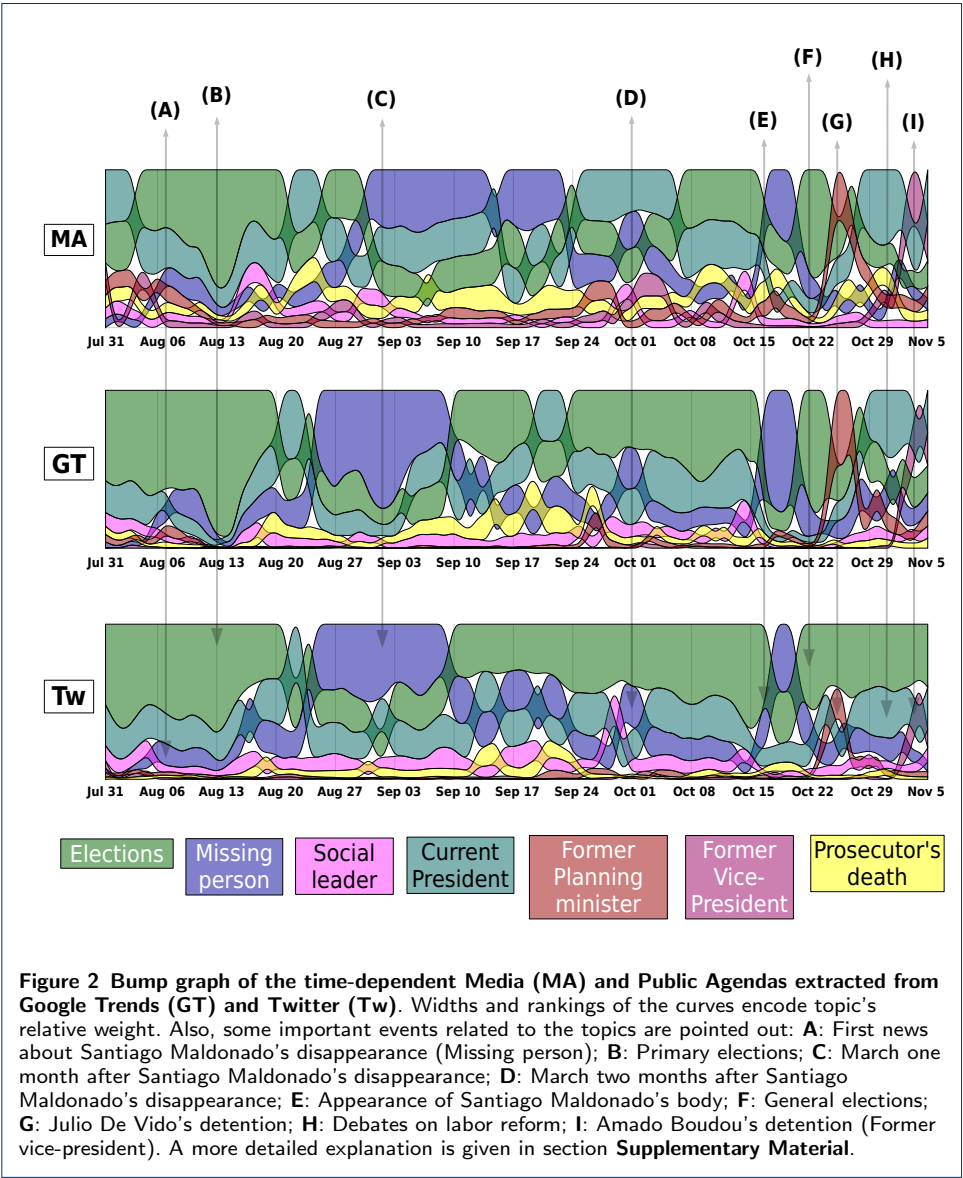 (F)
(H)
(B)
(C)
(D)
(A)
(E)
(G)
(I)
MA
Jul 31 Aug 06 Aug 13 Aug 20 Aug 27 Sep 03 Sep 10 Sep 17 Sep 24 Oct 01 Oct 08 Oct 15 Oct 22 Oct 29 Nov 5
GT
Jul 31 Aug 06 Aug 13 Aug 20 Aug 27 Sep 03 Sep 10 Sep 17 Sep 24 Oct 01 Oct 08 Oct 15 Oct 22 Oct 29 Nov 5
Tw
Jul 31 Aug 06 Aug 13 Aug 20 Aug 27 Sep 03 Sep 10 Sep 17 Sep 24 Oct 01 Oct 08 Oct 15 Oct 22 Oct 29 Nov 5
Elections
Missing
person
Social
leader
Current
President
Former
Planning
minister
Former
Vice-
President
Prosecutor's
death
Figure 2 Bump graph of the time-dependent Media (MA) and Public Agendas extracted from
Google Trends (GT) and Twitter (Tw). Widths and rankings of the curves encode topic's
relative weight. Also, some important events related to the topics are pointed out: A: First news
about Santiago Maldonado's disappearance (Missing person); B: Primary elections; C: March one
month after Santiago Maldonado's disappearance; D: March two months after Santiago
Maldonado's disappearance; E: Appearance of Santiago Maldonado's body; F: General elections;
G: Julio De Vido's detention; H: Debates on labor reform; I: Amado Boudou's detention (Former
vice-president). A more detailed explanation is given in section Supplementary Material.